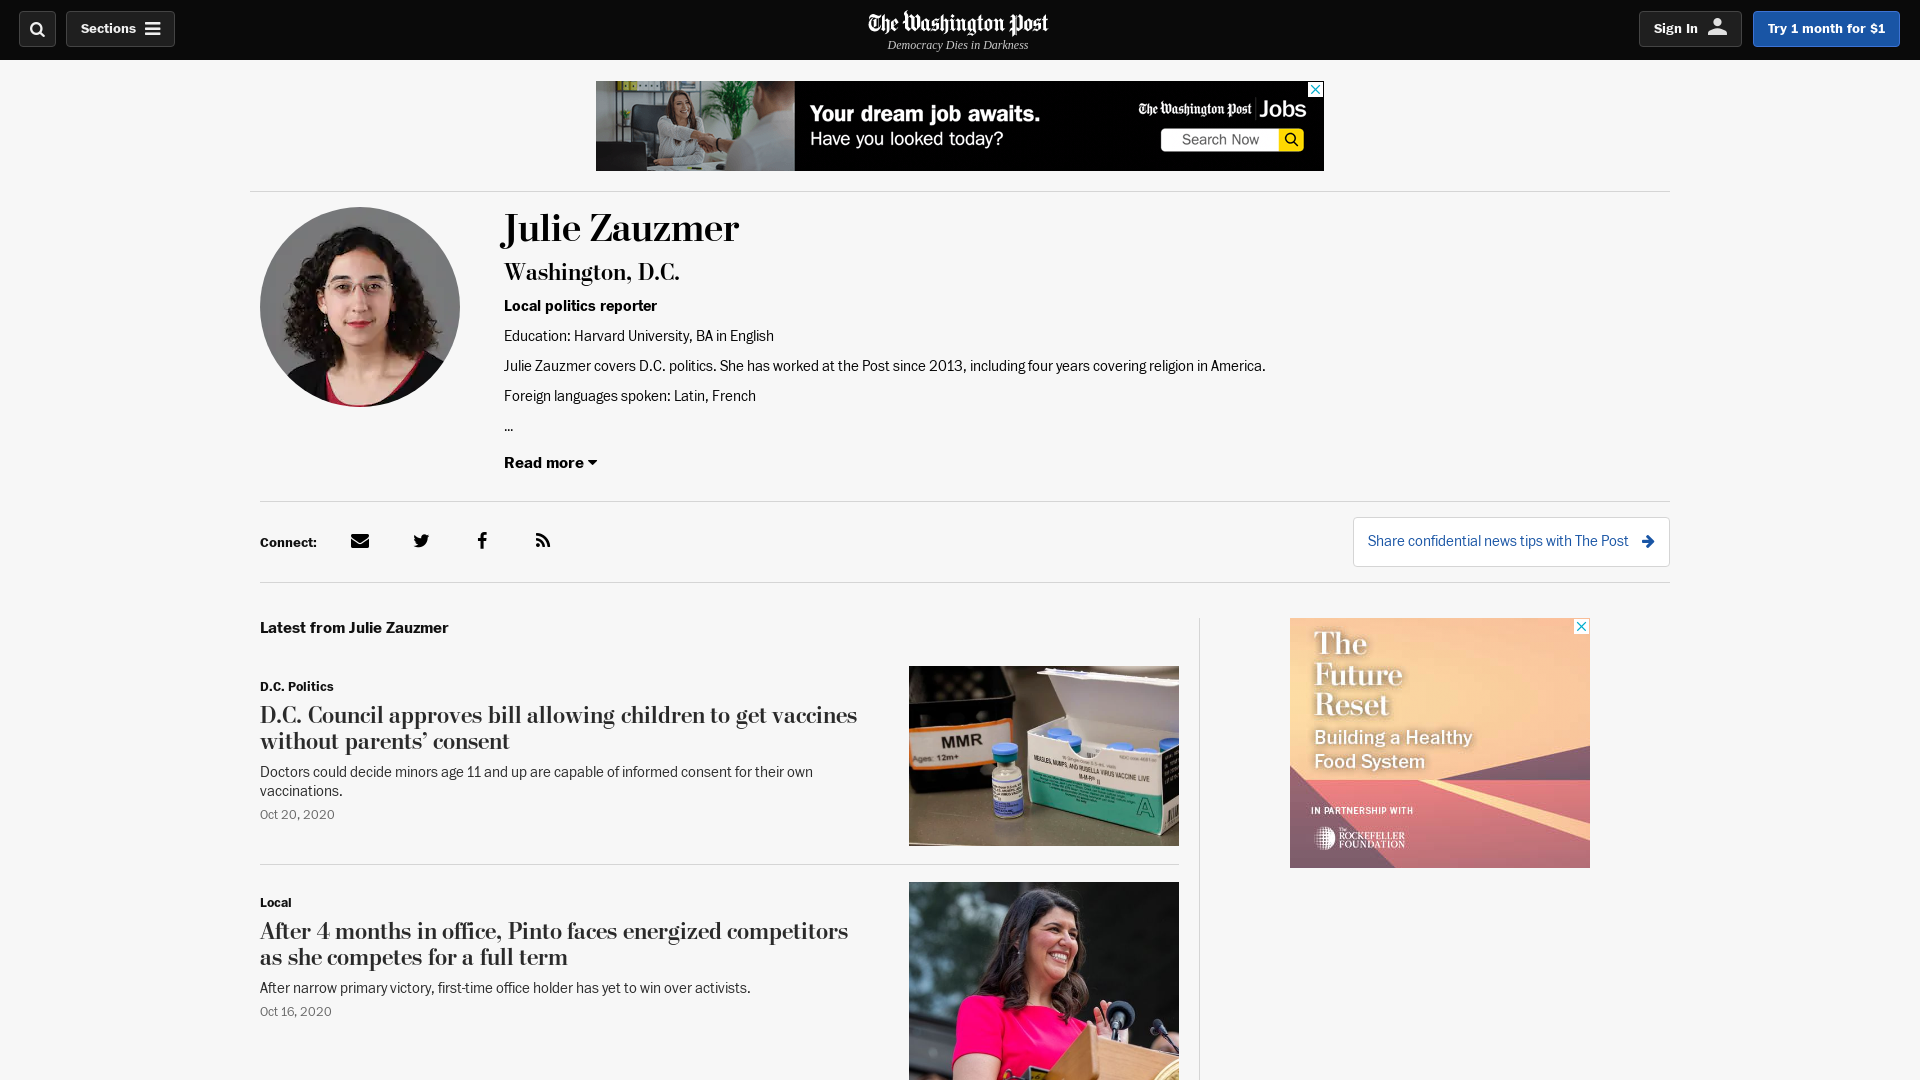 Sections
The Washington Post
Democracy Dies in Darkness
Sign In
Try 1 month for $1
Your dream job awaits.
Have you looked today?
The Washington Post Jobs
Search Now
Julie Zauzmer
Washington, D.C.
Local politics reporter
Education: Harvard University, BA in English
Julie Zauzmer covers D.C. politics. She has worked at the Post since 2013, including four years covering religion in America.
Foreign languages spoken: Latin, French
...
Read more
Connect:
Share confidential news tips with The Post
Latest from Julie Zauzmer
D.C. Politics
D.C. Council approves bill allowing children to get vaccines
without parents’ consent
Doctors could decide minors age 11 and up are capable of informed consent for their own
vaccinations.
Oct 20, 2020
MMR
Ages: 12m+
MEASLES, MUMPS, AND RUBELLA VIRUS VACCINE LIVE
M-M-R II
Local
After 4 months in office, Pinto faces energized competitors
as she competes for a full term
After narrow primary victory, first-time office holder has yet to win over activists.
Oct 16, 2020
The
Future
Reset
Building a Healthy
Food System
IN PARTNERSHIP WITH
The
ROCKEFELLER
FOUNDATION